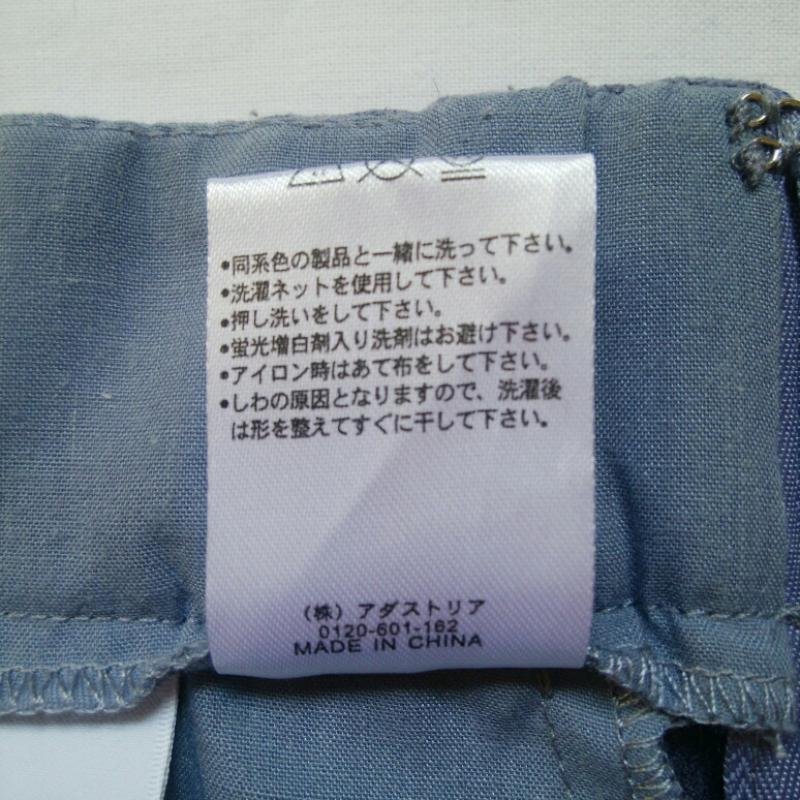 •同系色の製品と一緒に洗って下さい。
•洗濯ネットを使用して下さい。
•押し洗いをして下さい。
•蛍光増白剤入り洗剤はお避け下さい。
•アイロン時はあて布をして下さい。
•しわの原因となりますので、洗濯後
は形を整えてすぐに干して下さい。
（株）アダストリア
0120-601-162
MADE IN CHINA